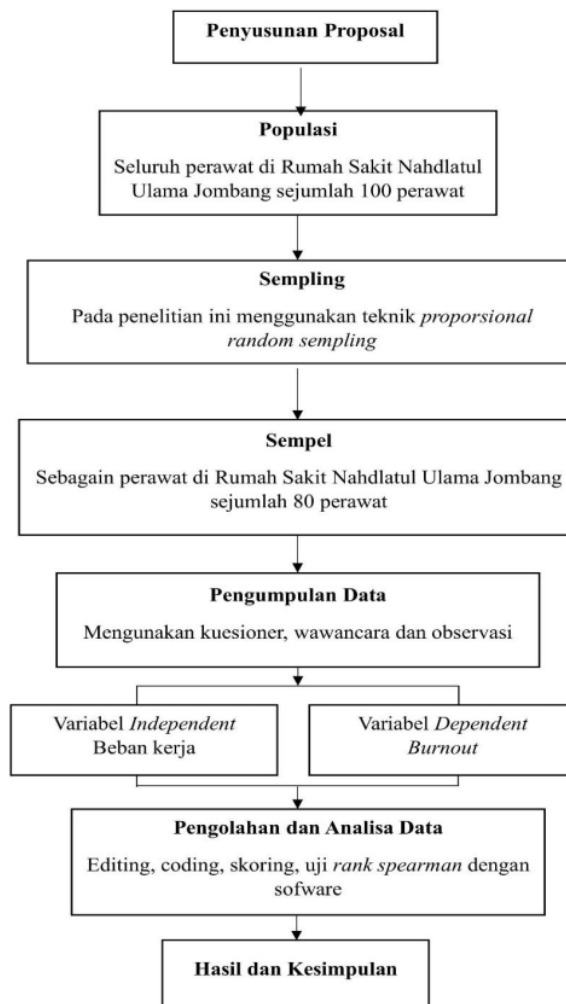 Penyusunan Proposal
Populasi
Seluruh perawat di Rumah Sakit Nahdlatul
Ulama Jombang sejumlah 100 perawat
Sempling
Pada penelitian ini menggunakan teknik proporsional
random sempling
Sempel
Sebagain perawat di Rumah Sakit Nahdlatul Ulama Jombang
sejumlah 80 perawat
Pengumpulan Data
Mengunakan kuesioner, wawancara dan observasi
Variabel Independent
Beban kerja
Variabel Dependent
Burnout
Pengolahan dan Analisa Data
Editing, coding, skoring, uji rank spearman dengan
sofware
Hasil dan Kesimpulan